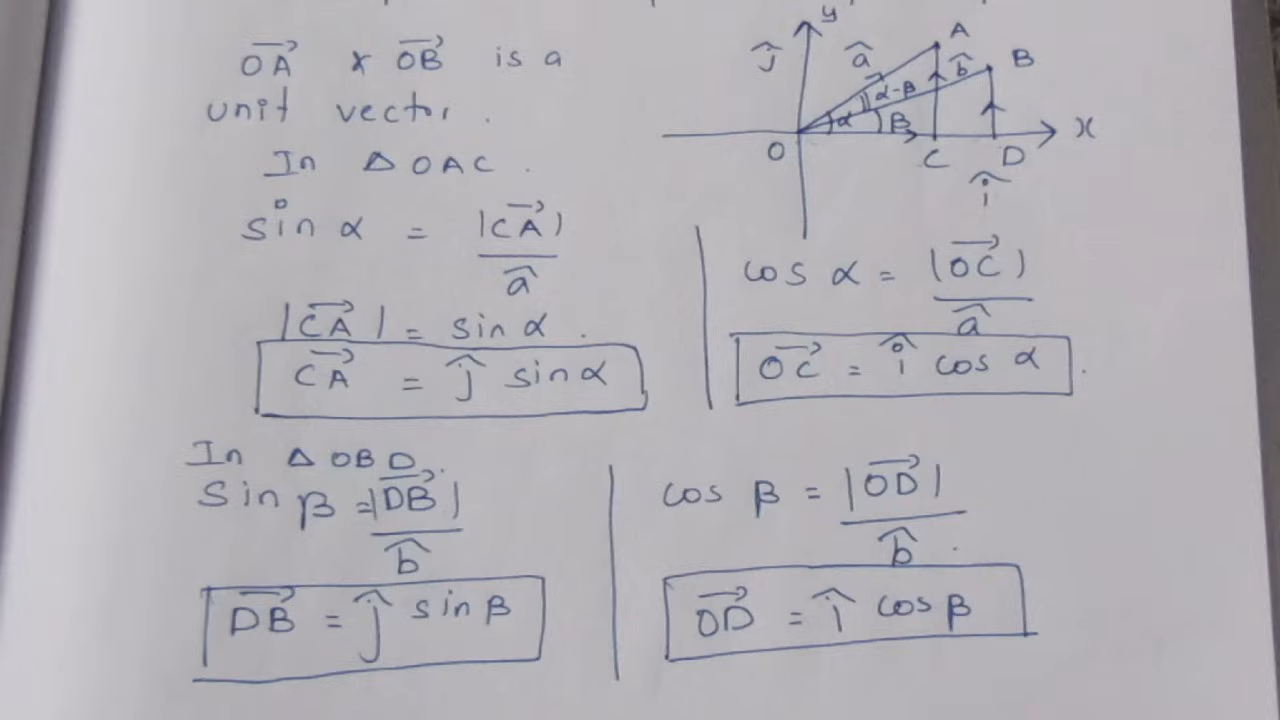 OA⃗ × OB⃗ is a
unit vector.
In △ OAC.
sin α = |CA⃗| / â
|CA⃗| = sin α.
CA⃗ = ĵ sin α
cos α = |OC⃗| / â
OC⃗ = î cos α.
In △ OBD.
Sin β = |DB⃗| / b̂
DB⃗ = ĵ sin β
cos β = |OD⃗| / b̂.
OD⃗ = î cos β
y
ĵ
â
A
b̂
B
α-β
α
β
x
O
C
D
î